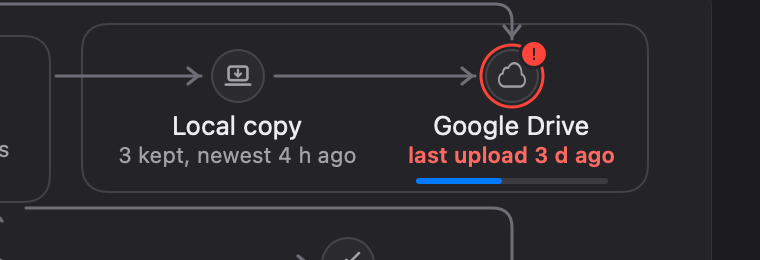 Local copy
3 kept, newest 4 h ago
Google Drive
!
last upload 3 d ago
s